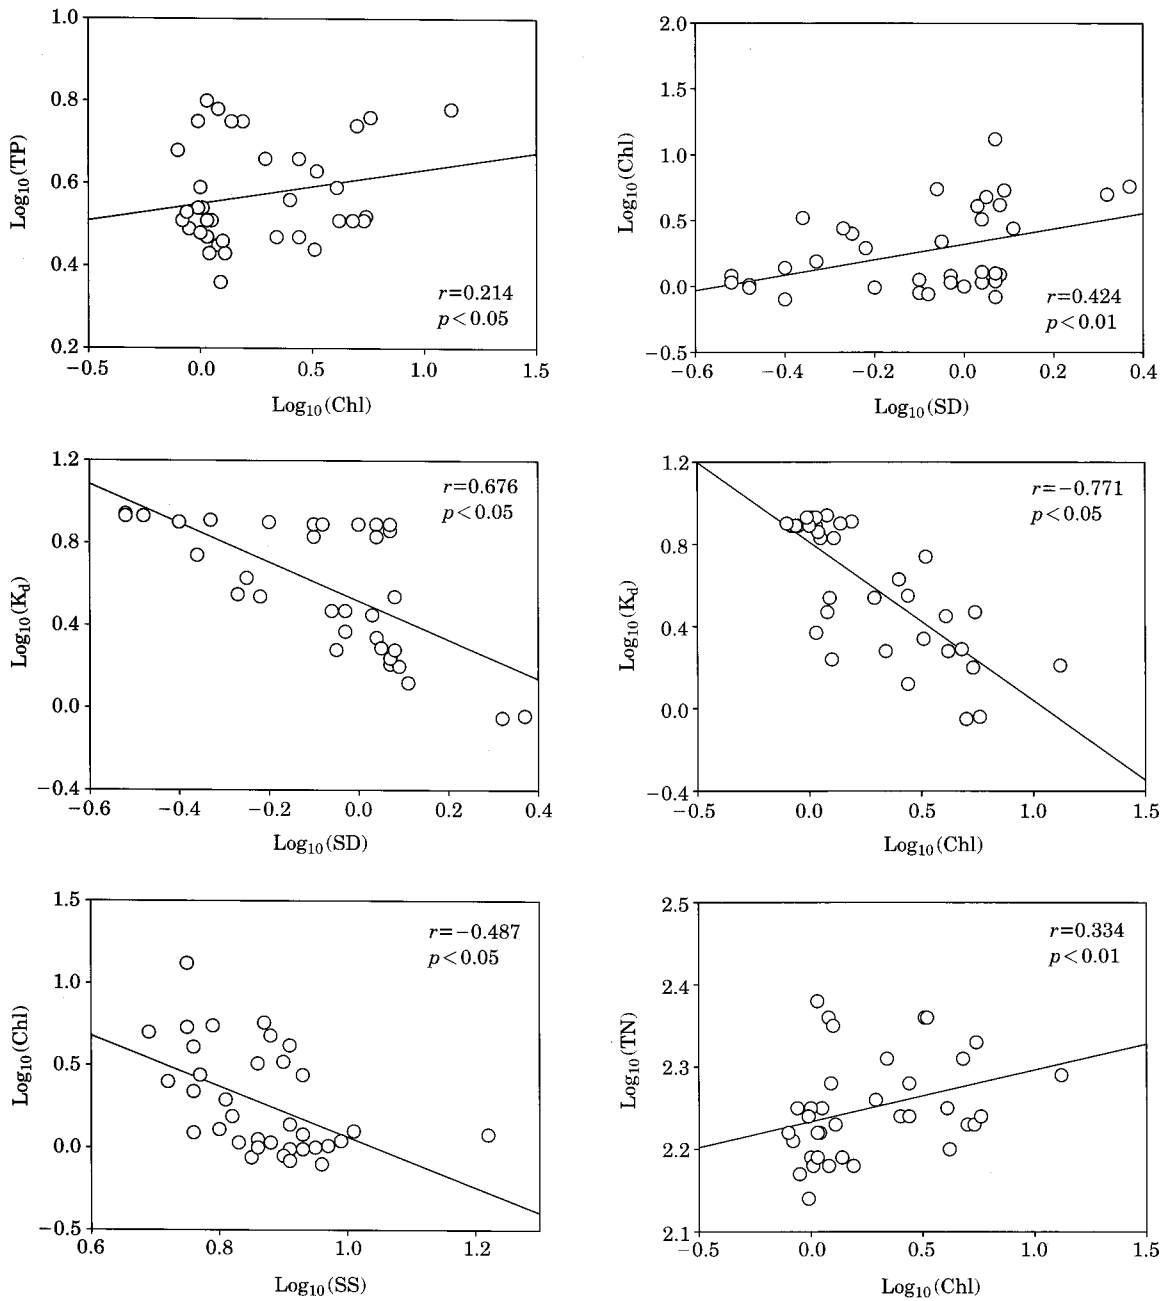 1.0
0.8
0.6
0.4
0.2
Log₁₀(TP)
r=0.214
p<0.05
−0.5 0.0 0.5 1.0 1.5
Log₁₀(Chl)
2.0
1.5
1.0
0.5
0.0
−0.5
Log₁₀(Chl)
r=0.424
p<0.01
−0.6 −0.4 −0.2 0.0 0.2 0.4
Log₁₀(SD)
1.2
0.8
0.4
0.0
−0.4
Log₁₀(Kd)
r=0.676
p<0.05
−0.6 −0.4 −0.2 0.0 0.2 0.4
Log₁₀(SD)
1.2
0.8
0.4
0.0
−0.4
Log₁₀(Kd)
r=−0.771
p<0.05
−0.5 0.0 0.5 1.0 1.5
Log₁₀(Chl)
1.5
1.0
0.5
0.0
−0.5
Log₁₀(Chl)
r=−0.487
p<0.05
0.6 0.8 1.0 1.2
Log₁₀(SS)
2.5
2.4
2.3
2.2
2.1
Log₁₀(TN)
r=0.334
p<0.01
−0.5 0.0 0.5 1.0 1.5
Log₁₀(Chl)